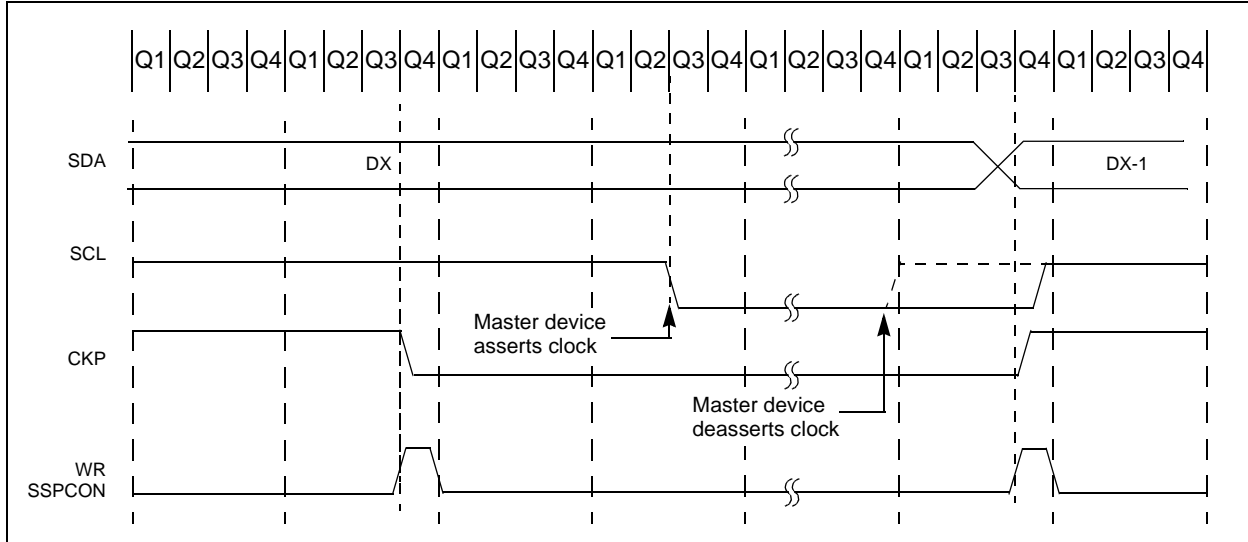 Q1 Q2 Q3 Q4 Q1 Q2 Q3 Q4 Q1 Q2 Q3 Q4 Q1 Q2 Q3 Q4 Q1 Q2 Q3 Q4 Q1 Q2 Q3 Q4 Q1 Q2 Q3 Q4
SDA
DX
DX-1
SCL
Master device
asserts clock
CKP
Master device
deasserts clock
WR
SSPCON